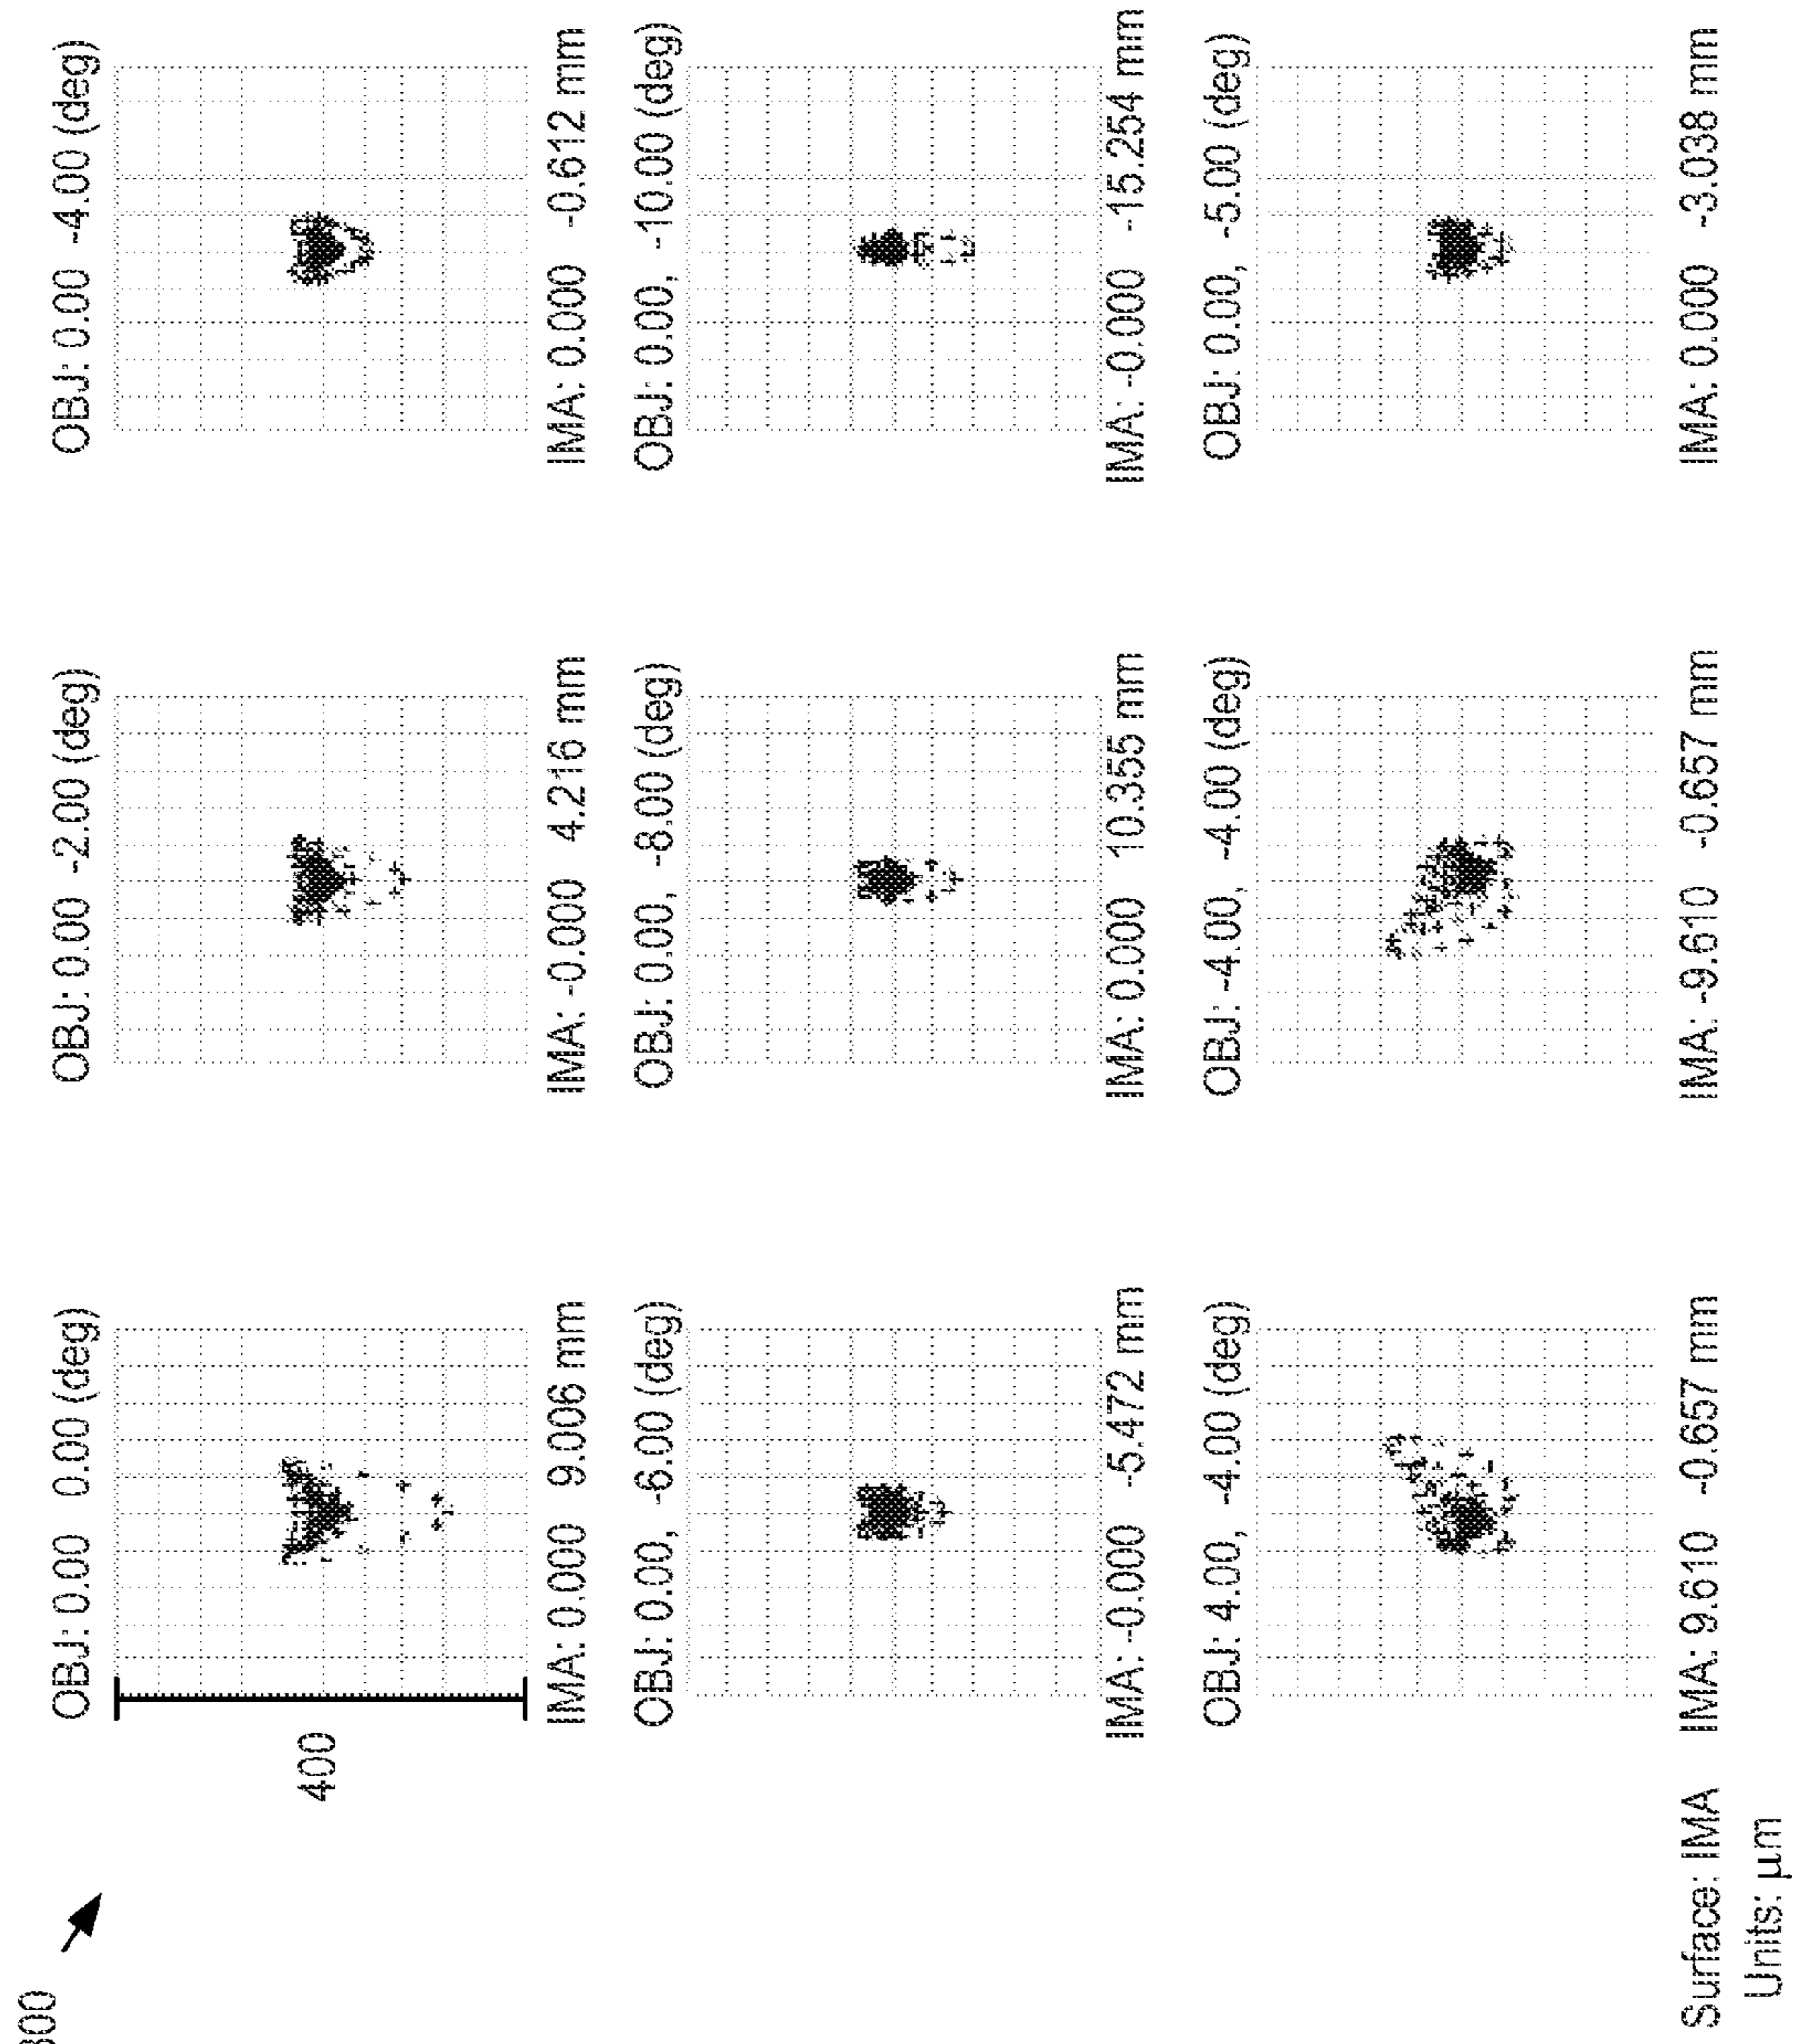 OBJ: 0.00 0.00 (deg)
OBJ: 0.00 -2.00 (deg)
OBJ: 0.00 -4.00 (deg)
400
IMA: 0.000 9.006 mm
IMA: -0.000 4.216 mm
IMA: 0.000 -0.612 mm
OBJ: 0.00, -6.00 (deg)
OBJ: 0.00, -8.00 (deg)
OBJ: 0.00, -10.00 (deg)
IMA: -0.000 -5.472 mm
IMA: 0.000 10.355 mm
IMA: -0.000 -15.254 mm
OBJ: 4.00, -4.00 (deg)
OBJ: -4.00, -4.00 (deg)
OBJ: 0.00, -5.00 (deg)
Surface: IMA
IMA: 9.610 -0.657 mm
IMA: -9.610 -0.657 mm
IMA: 0.000 -3.038 mm
Units: μm